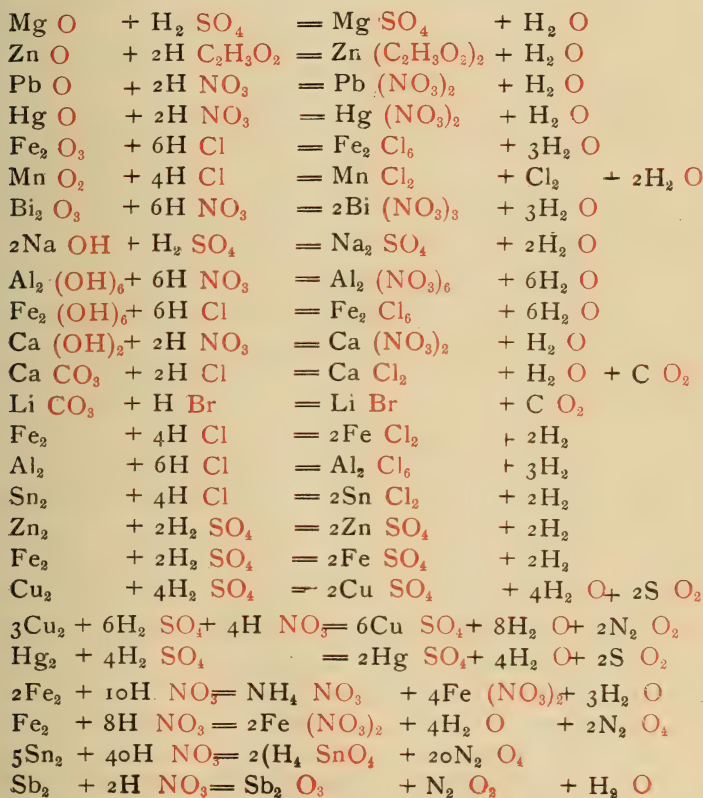 Mg O + H₂ SO₄ = Mg SO₄ + H₂ O
Zn O + 2H C₂H₃O₂ = Zn (C₂H₃O₂)₂ + H₂ O
Pb O + 2H NO₃ = Pb (NO₃)₂ + H₂ O
Hg O + 2H NO₃ = Hg (NO₃)₂ + H₂ O
Fe₂ O₃ + 6H Cl = Fe₂ Cl₆ + 3H₂ O
Mn O₂ + 4H Cl = Mn Cl₂ + Cl₂ + 2H₂ O
Bi₂ O₃ + 6H NO₃ = 2Bi (NO₃)₃ + 3H₂ O
2Na OH + H₂ SO₄ = Na₂ SO₄ + 2H₂ O
Al₂ (OH)₆ + 6H NO₃ = Al₂ (NO₃)₆ + 6H₂ O
Fe₂ (OH)₆ + 6H Cl = Fe₂ Cl₆ + 6H₂ O
Ca (OH)₂ + 2H NO₃ = Ca (NO₃)₂ + H₂ O
Ca CO₃ + 2H Cl = Ca Cl₂ + H₂ O + C O₂
Li CO₃ + H Br = Li Br + C O₂
Fe₂ + 4H Cl = 2Fe Cl₂ + 2H₂
Al₂ + 6H Cl = Al₂ Cl₆ + 3H₂
Sn₂ + 4H Cl = 2Sn Cl₂ + 2H₂
Zn₂ + 2H₂ SO₄ = 2Zn SO₄ + 2H₂
Fe₂ + 2H₂ SO₄ = 2Fe SO₄ + 2H₂
Cu₂ + 4H₂ SO₄ = 2Cu SO₄ + 4H₂ O + 2S O₂
3Cu₂ + 6H₂ SO₄ + 4H NO₃ = 6Cu SO₄ + 8H₂ O + 2N₂ O₂
Hg₂ + 4H₂ SO₄ = 2Hg SO₄ + 4H₂ O + 2S O₂
2Fe₂ + 10H NO₃ = NH₄ NO₃ + 4Fe (NO₃)₂ + 3H₂ O
Fe₂ + 8H NO₃ = 2Fe (NO₃)₂ + 4H₂ O + 2N₂ O₄
5Sn₂ + 40H NO₃ = 2(H₄ SnO₄ + 20N₂ O₄
Sb₂ + 2H NO₃ = Sb₂ O₃ + N₂ O₂ + H₂ O